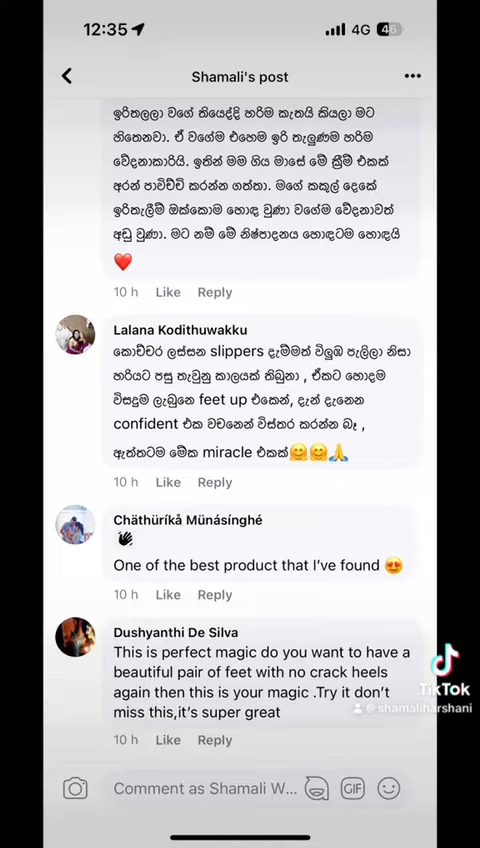 12:35
4G 46
Shamali's post
ඉරිතලලා වගේ තියෙද්දි හරිම කැතයි කියලා මට
හිතෙනවා. ඒ වගේම එහෙම ඉරි තැලුණම හරිම
වේදනාකාරියි. ඉතින් මම ගිය මාසේ මේ ක්‍රීම් එකක්
අරන් පාවිච්චි කරන්න ගත්තා. මගේ කකුල් දෙකේ
ඉරිතැලීම් ඔක්කොම හොඳ වුණා වගේම වේදනාවත්
අඩු වුණා. මට නම් මේ නිෂ්පාදනය හොඳටම හොඳයි
❤️
10 h Like Reply
Lalana Kodithuwakku
කොච්චර ලස්සන slippers දැම්මත් විලුඹ පැලිලා නිසා
හරියට පසු තැවුනු කාලයක් තිබුනා , ඒකට හොඳම
විසදුම ලැබුනෙ feet up එකෙන්, දැන් දැනෙන
confident එක වචනෙන් විස්තර කරන්න බෑ ,
ඇත්තටම මේක miracle එකක්🤗🤗🙏
10 h Like Reply
Chäthüríkå Münásínghé
👋
One of the best product that I've found 😍
10 h Like Reply
Dushyanthi De Silva
This is perfect magic do you want to have a
beautiful pair of feet with no crack heels
again then this is your magic .Try it don't
miss this,it's super great
10 h Like Reply
TikTok
@shamaliharshani
Comment as Shamali W... GIF